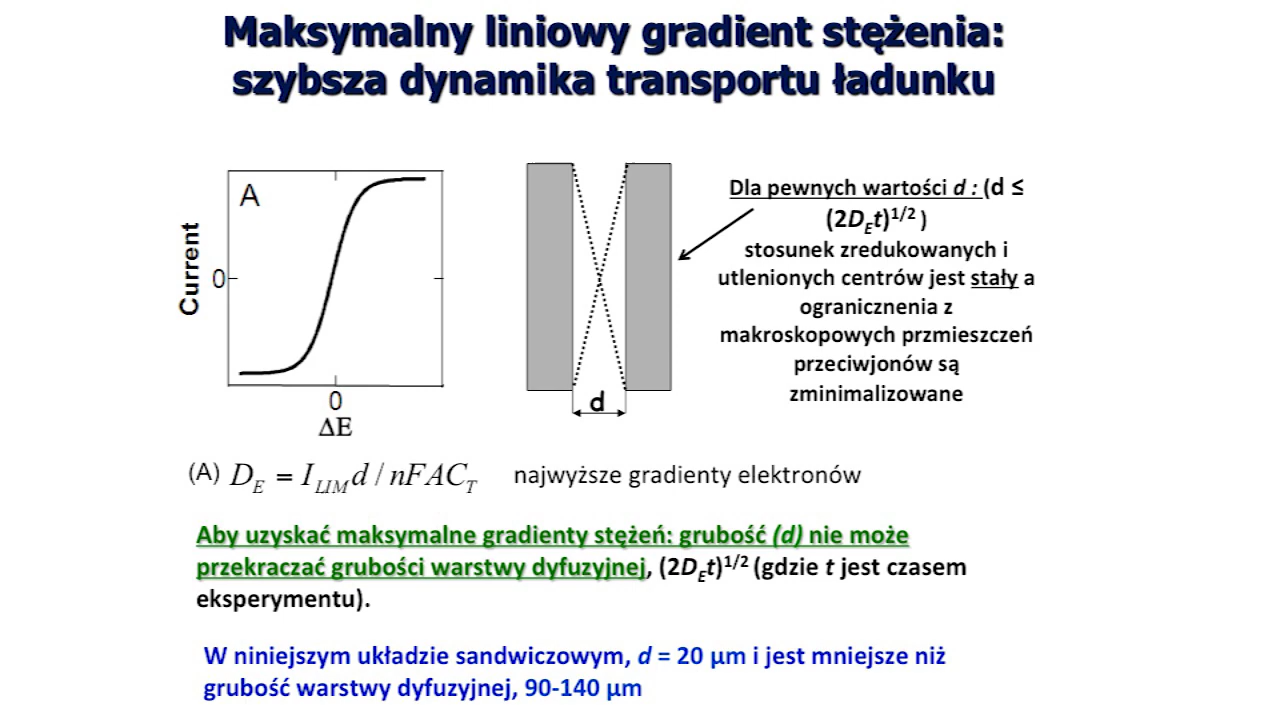 Maksymalny liniowy gradient stężenia:
szybsza dynamika transportu ładunku
A
Current
0
0
ΔE
d
Dla pewnych wartości d : (d ≤
(2D_Et)^1/2 )
stosunek zredukowanych i
utlenionych centrów jest stały a
ogranicznenia z
makroskopowych przmieszczeń
przeciwjonów są
zminimalizowane
(A) D_E = I_LIM d / nFAC_T najwyższe gradienty elektronów
Aby uzyskać maksymalne gradienty stężeń: grubość (d) nie może
przekraczać grubości warstwy dyfuzyjnej, (2D_Et)^1/2 (gdzie t jest czasem
eksperymentu).
W niniejszym układzie sandwiczowym, d = 20 μm i jest mniejsze niż
grubość warstwy dyfuzyjnej, 90-140 μm